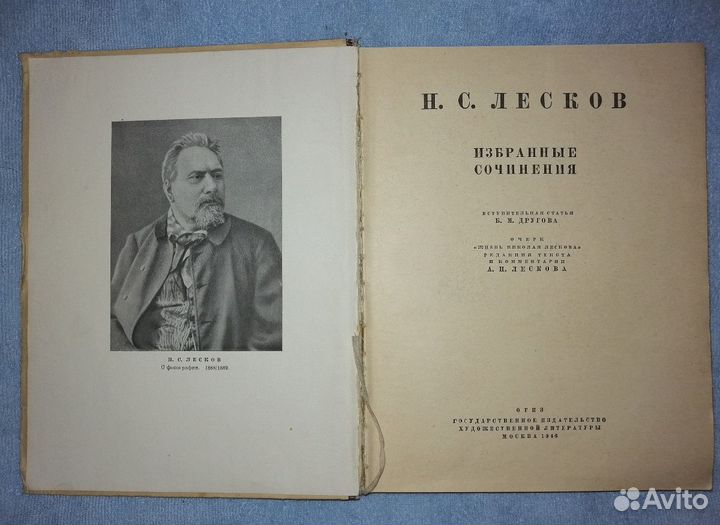 Н. С. ЛЕСКОВ
С фотографии. 1888/1889.
Н. С. ЛЕСКОВ
ИЗБРАННЫЕ
СОЧИНЕНИЯ
ВСТУПИТЕЛЬНАЯ СТАТЬЯ
Б. М. ДРУГОВА
ОЧЕРК
«ЖИЗНЬ НИКОЛАЯ ЛЕСКОВА»
РЕДАКЦИЯ ТЕКСТА
И КОММЕНТАРИИ
А. Н. ЛЕСКОВА
ОГИЗ
ГОСУДАРСТВЕННОЕ ИЗДАТЕЛЬСТВО
ХУДОЖЕСТВЕННОЙ ЛИТЕРАТУРЫ
МОСКВА 1946
Avito